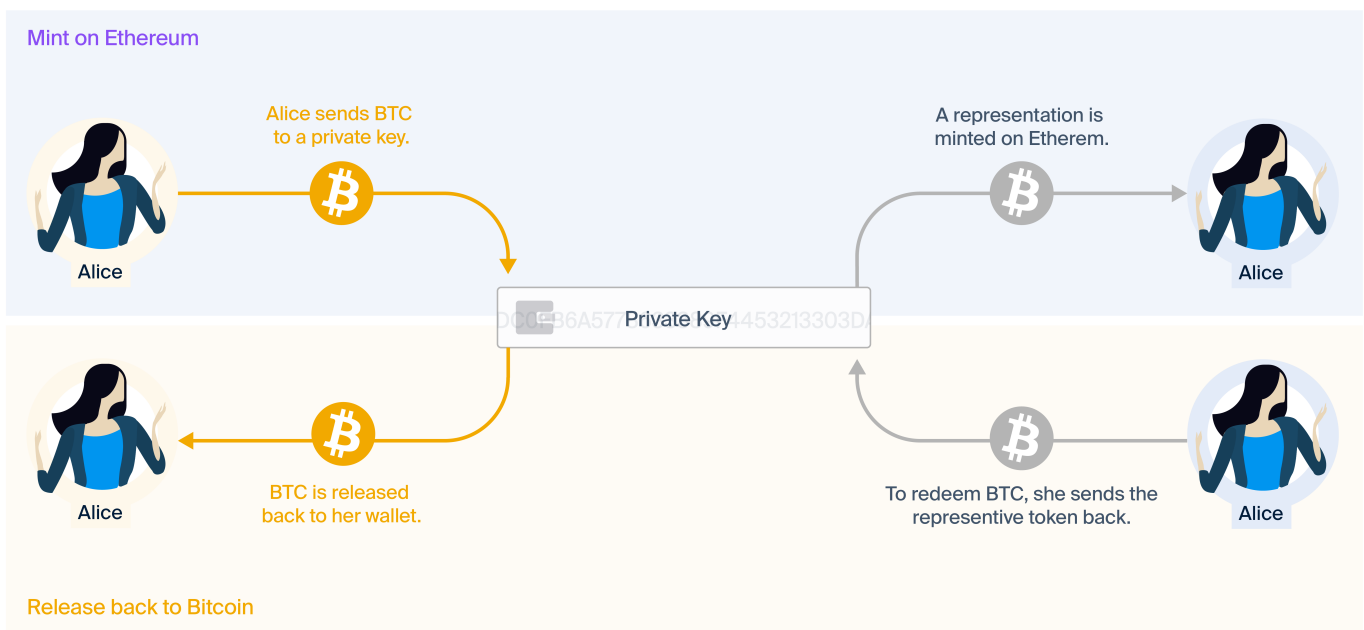 Mint on Ethereum
Alice sends BTC
to a private key.
A representation is
minted on Etherem.
Alice
Alice
Private Key
Alice
BTC is released
back to her wallet.
To redeem BTC, she sends the
representive token back.
Alice
Release back to Bitcoin